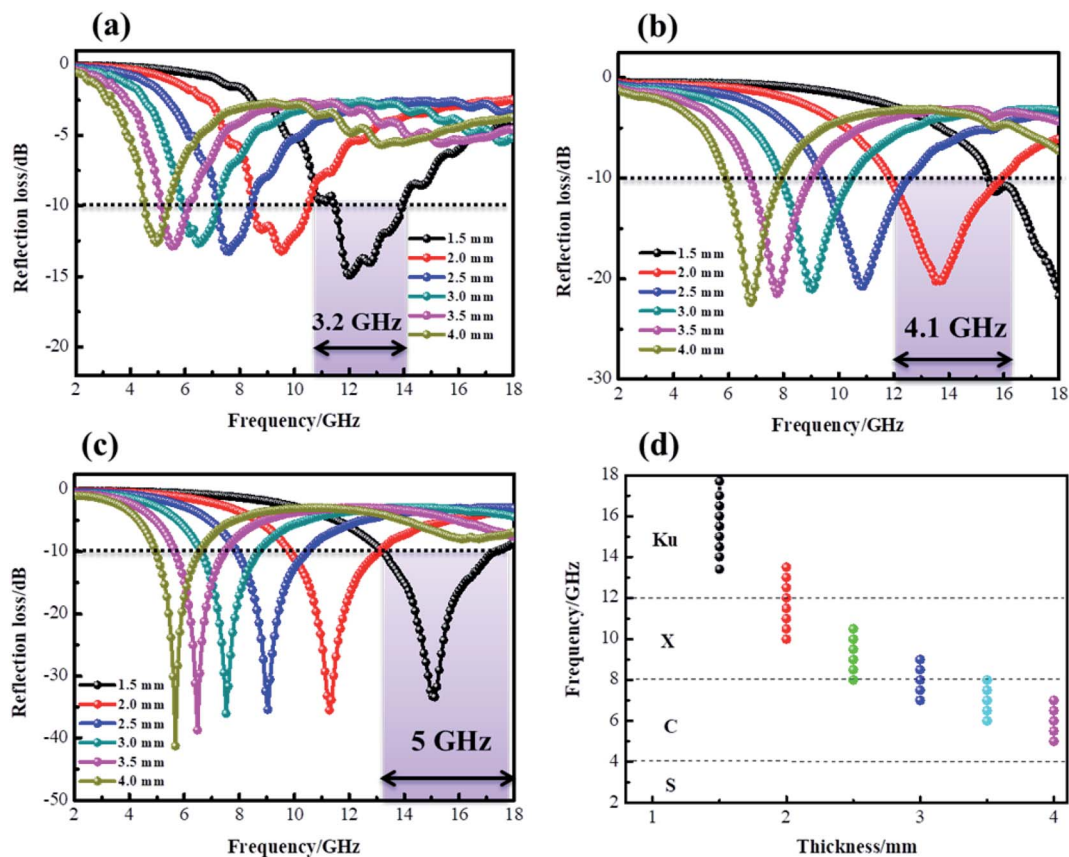 (a)
0
-5
-10
-15
-20
Reflection loss/dB
1.5 mm
2.0 mm
2.5 mm
3.0 mm
3.5 mm
4.0 mm
3.2 GHz
2 4 6 8 10 12 14 16 18
Frequency/GHz
(b)
0
-10
-20
-30
Reflection loss/dB
1.5 mm
2.0 mm
2.5 mm
3.0 mm
3.5 mm
4.0 mm
4.1 GHz
2 4 6 8 10 12 14 16 18
Frequency/GHz
(c)
0
-10
-20
-30
-40
-50
Reflection loss/dB
1.5 mm
2.0 mm
2.5 mm
3.0 mm
3.5 mm
4.0 mm
5 GHz
2 4 6 8 10 12 14 16 18
Frequency/GHz
(d)
18
16
14
12
10
8
6
4
2
Frequency/GHz
Ku
X
C
S
1 2 3 4
Thickness/mm